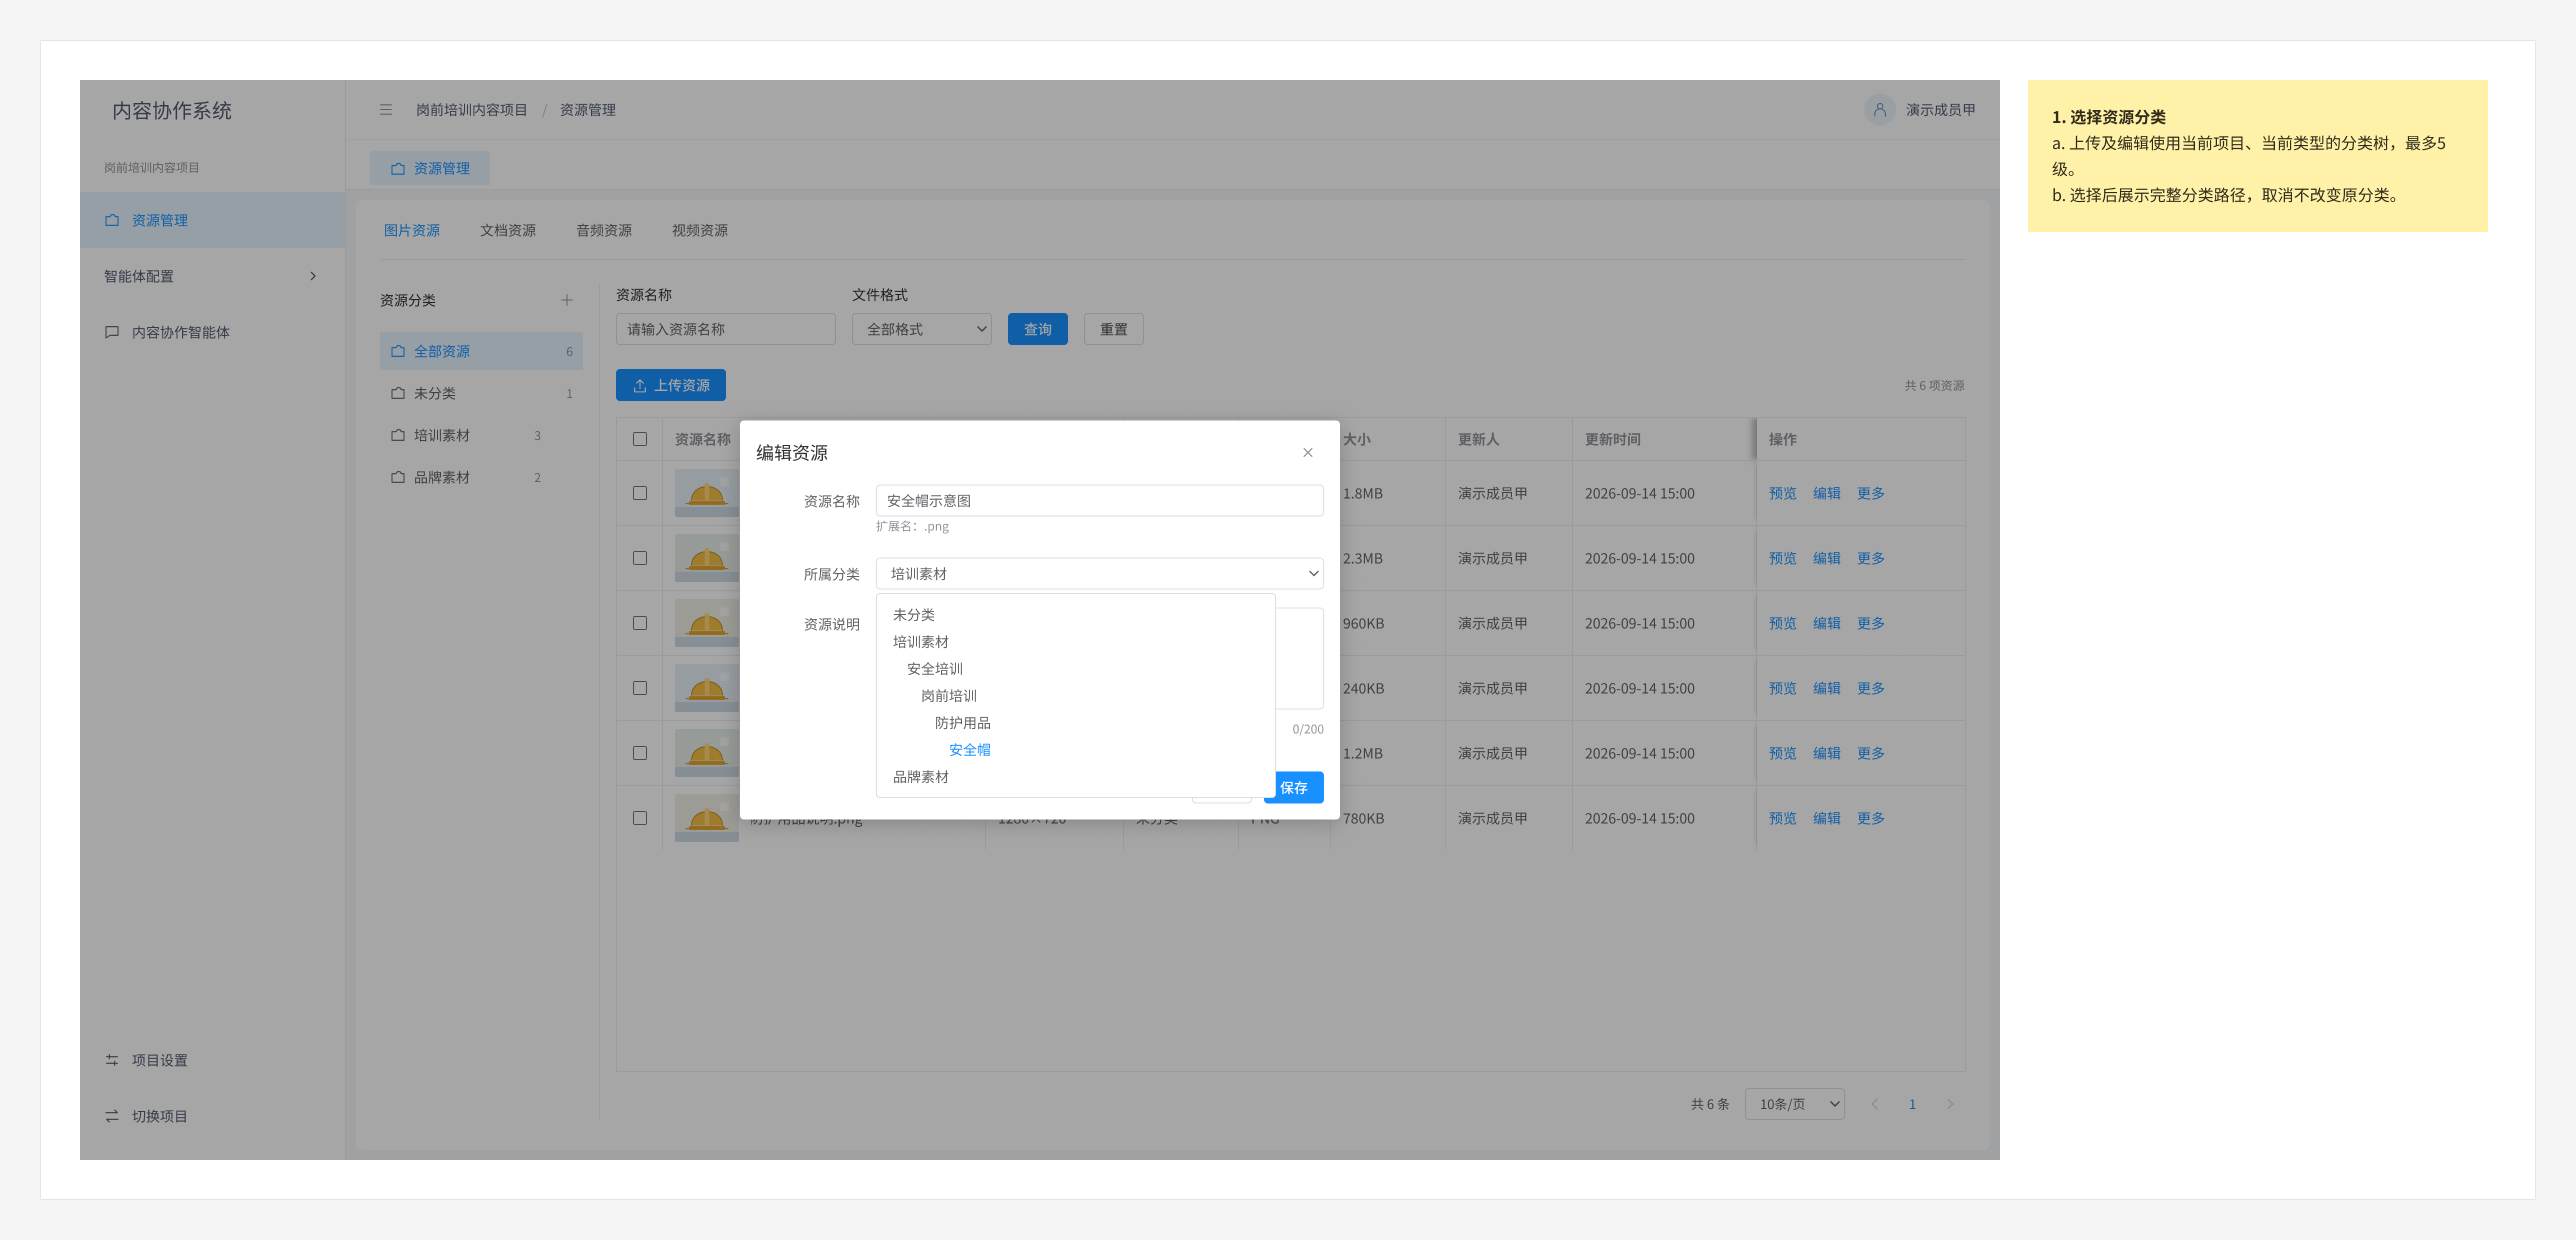 内容协作系统
岗前培训内容项目 / 资源管理
演示成员甲
岗前培训内容项目
资源管理
智能体配置
内容协作智能体
项目设置
切换项目
资源管理
图片资源 文档资源 音频资源 视频资源
资源分类
全部资源 6
未分类 1
培训素材 3
品牌素材 2
资源名称 文件格式
请输入资源名称 全部格式 查询 重置
上传资源 共 6 项资源
资源名称 大小 更新人 更新时间 操作
1.8MB 演示成员甲 2026-09-14 15:00 预览 编辑 更多
2.3MB 演示成员甲 2026-09-14 15:00 预览 编辑 更多
960KB 演示成员甲 2026-09-14 15:00 预览 编辑 更多
240KB 演示成员甲 2026-09-14 15:00 预览 编辑 更多
1.2MB 演示成员甲 2026-09-14 15:00 预览 编辑 更多
防护用品说明.png 1280×720 未分类 PNG 780KB 演示成员甲 2026-09-14 15:00 预览 编辑 更多
编辑资源
资源名称 安全帽示意图
扩展名：.png
所属分类 培训素材
资源说明
未分类
培训素材
安全培训
岗前培训
防护用品
安全帽
品牌素材
0/200
保存
共 6 条 10条/页 1
1. 选择资源分类
a. 上传及编辑使用当前项目、当前类型的分类树，最多5
级。
b. 选择后展示完整分类路径，取消不改变原分类。